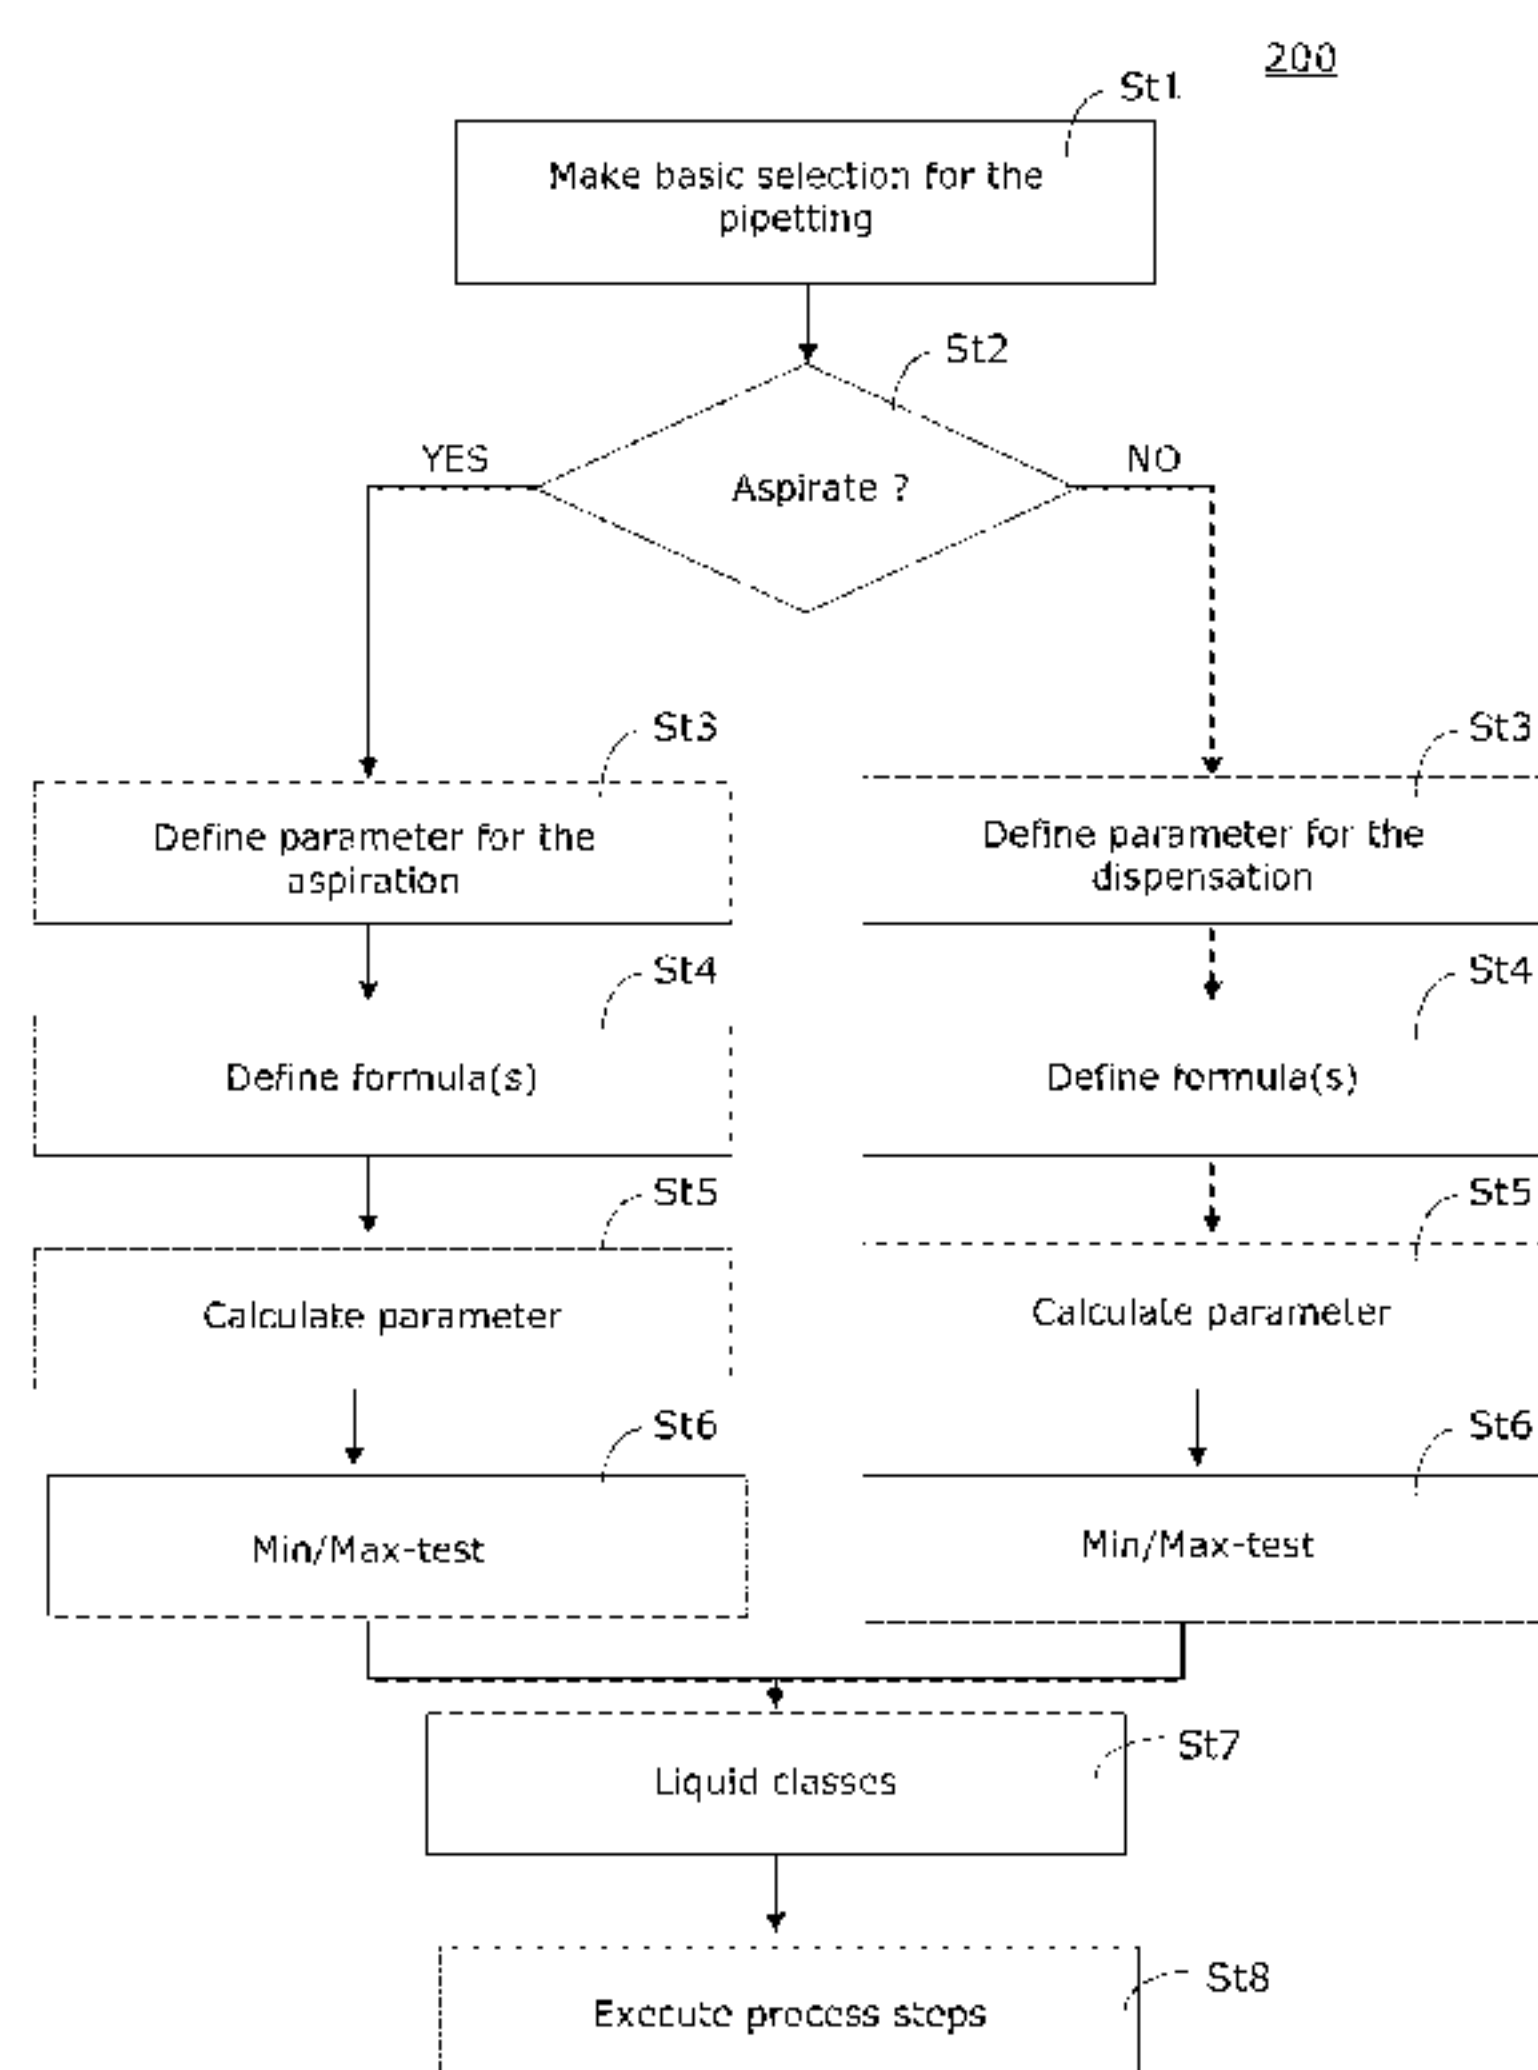 200
St1
Make basic selection for the
pipetting
St2
YES
Aspirate ?
NO
St3
Define parameter for the
aspiration
St3
Define parameter for the
dispensation
St4
Define formula(s)
St4
Define formula(s)
St5
Calculate parameter
St5
Calculate parameter
St6
Min/Max-test
St6
Min/Max-test
St7
Liquid classes
St8
Execute process steps